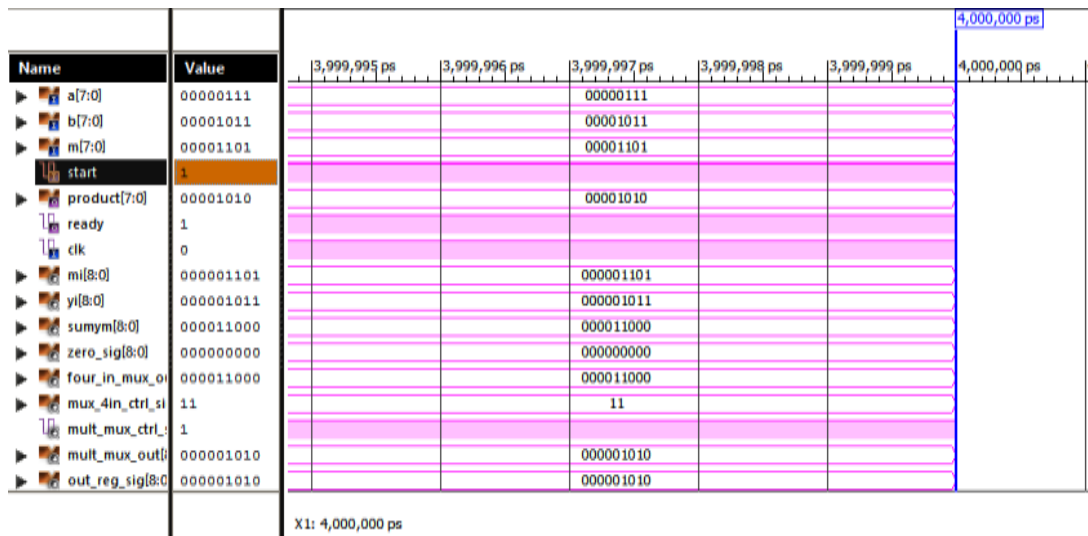 4,000,000 ps
Name Value 3,999,995 ps 3,999,996 ps 3,999,997 ps 3,999,998 ps 3,999,999 ps 4,000,000 ps
a[7:0] 00000111 00000111
b[7:0] 00001011 00001011
m[7:0] 00001101 00001101
start 1
product[7:0] 00001010 00001010
ready 1
clk 0
mi[8:0] 000001101 000001101
yi[8:0] 000001011 000001011
sumym[8:0] 000011000 000011000
zero_sig[8:0] 000000000 000000000
four_in_mux_o 000011000 000011000
mux_4in_ctrl_si 11 11
mult_mux_ctrl_ 1
mult_mux_out[ 000001010 000001010
out_reg_sig[8:0 000001010 000001010
X1: 4,000,000 ps